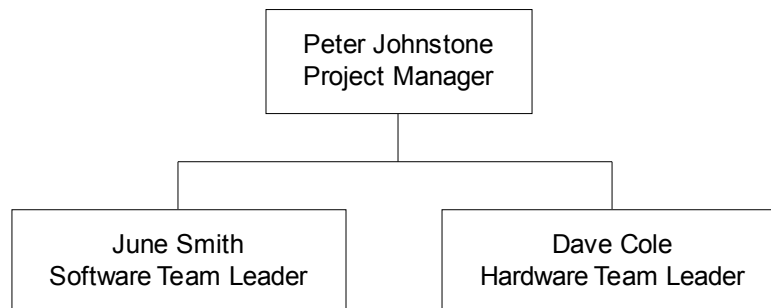 Peter Johnstone
Project Manager
June Smith
Software Team Leader
Dave Cole
Hardware Team Leader